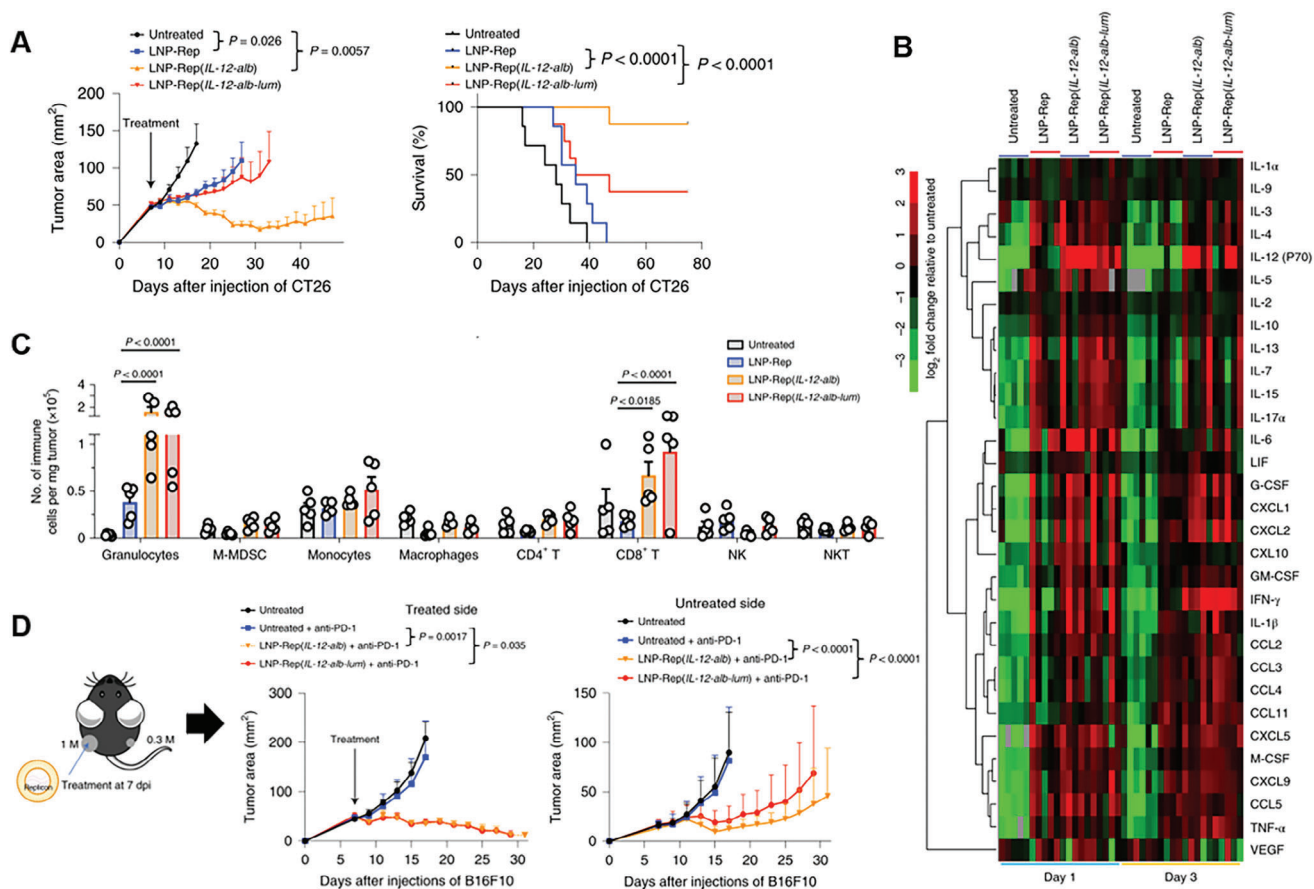 A
Untreated
LNP-Rep
LNP-Rep(IL-12-alb)
LNP-Rep(IL-12-alb-lum)
P = 0.026
P = 0.0057
Tumor area (mm2)
200
150
100
50
0
Treatment
0 10 20 30 40
Days after injection of CT26
Untreated
LNP-Rep
LNP-Rep(IL-12-alb)
LNP-Rep(IL-12-alb-lum)
P < 0.0001
P < 0.0001
Survival (%)
100
50
0
0 20 40 60 80
Days after injection of CT26
B
Untreated
LNP-Rep
LNP-Rep(IL-12-alb)
LNP-Rep(IL-12-alb-lum)
Untreated
LNP-Rep
LNP-Rep(IL-12-alb)
LNP-Rep(IL-12-alb-lum)
3
2
1
0
−1
−2
−3
log2 fold change relative to untreated
IL-1α
IL-9
IL-3
IL-4
IL-12 (P70)
IL-5
IL-2
IL-10
IL-13
IL-7
IL-15
IL-17α
IL-6
LIF
G-CSF
CXCL1
CXCL2
CXL10
GM-CSF
IFN-γ
IL-1β
CCL2
CCL3
CCL4
CCL11
CXCL5
M-CSF
CXCL9
CCL5
TNF-α
VEGF
Day 1 Day 3
C
P < 0.0001
P < 0.0001
Untreated
LNP-Rep
LNP-Rep(IL-12-alb)
LNP-Rep(IL-12-alb-lum)
P < 0.0001
P < 0.0185
No. of immune
cells per mg tumor (×105)
4
2
1
0.5
0
Granulocytes M-MDSC Monocytes Macrophages CD4+ T CD8+ T NK NKT
D
1 M
0.3 M
Replicon
Treatment at 7 dpi
Untreated
Treated side
Untreated + anti-PD-1
LNP-Rep(IL-12-alb) + anti-PD-1
LNP-Rep(IL-12-alb-lum) + anti-PD-1
P = 0.0017
P = 0.035
Tumor area (mm2)
300
200
100
50
0
Treatment
0 5 10 15 20 25 30
Days after injections of B16F10
Untreated side
Untreated
Untreated + anti-PD-1
LNP-Rep(IL-12-alb) + anti-PD-1
LNP-Rep(IL-12-alb-lum) + anti-PD-1
P < 0.0001
P < 0.0001
Tumor area (mm2)
150
100
50
0
0 5 10 15 20 25 30
Days after injections of B16F10